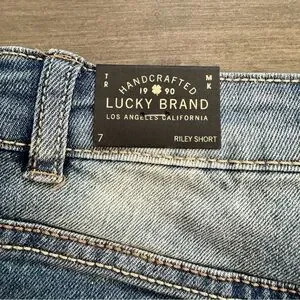 TR MK
HANDCRAFTED
19 90
LUCKY BRAND
LOS ANGELES CALIFORNIA
7 RILEY SHORT